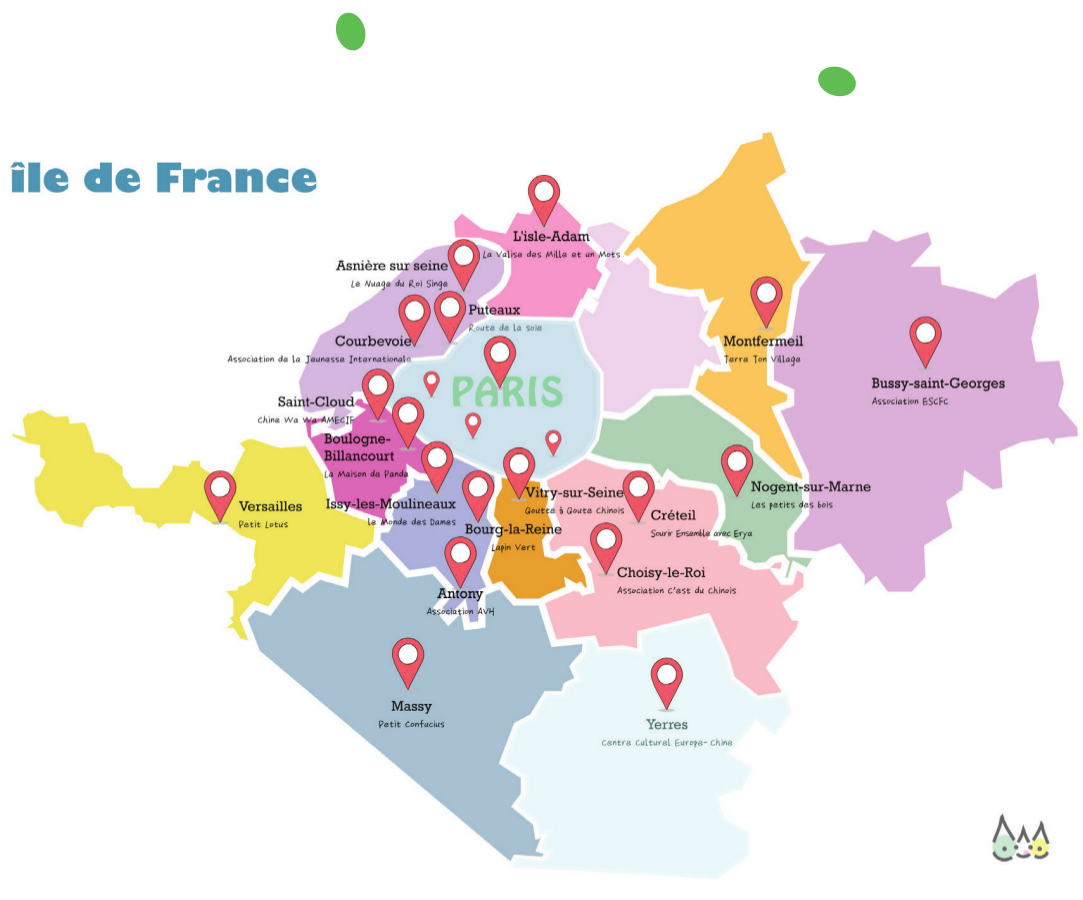 île de France
L'isle-Adam
La Valise des Mille et un Mots
Asnière sur seine
Le Nuage du Roi Singe
Puteaux
Route de la soie
Courbevoie
Association de la Jeunesse Internationale
Montfermeil
Terra Ton Village
Bussy-saint-Georges
Association ESCFC
PARIS
Saint-Cloud
Chine Wa Wa AMECIF
Boulogne-
Billancourt
La Maison du Panda
Versailles
Petit Lotus
Issy-les-Moulineaux
le Monde des Dames
Vitry-sur-Seine
Goutte à Goute Chinois
Nogent-sur-Marne
Les petits des bois
Créteil
Sourir Ensemble avec Erya
Bourg-la-Reine
Lapin Vert
Choisy-le-Roi
Association C'est du Chinois
Antony
Association AVH
Massy
Petit Confucius
Yerres
Centre Culturel Europe- Chine